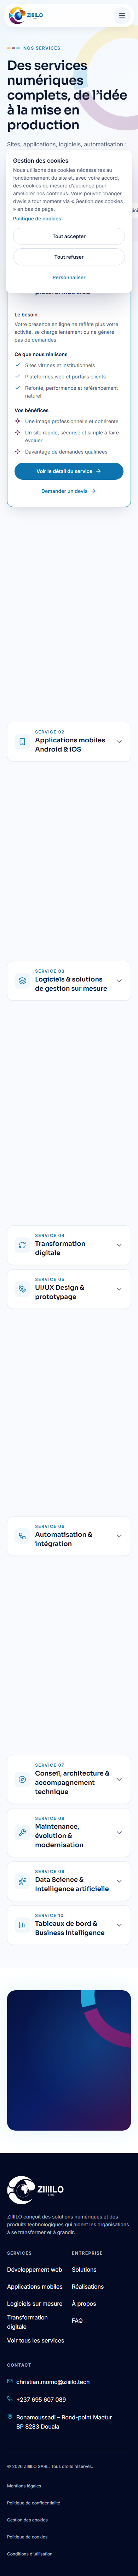 ZIIILO
NOS SERVICES
Des services
numériques
complets, de l’idée
à la mise en
production
Sites, applications, logiciels, automatisation :
Gestion des cookies
Nous utilisons des cookies nécessaires au
fonctionnement du site et, avec votre accord,
des cookies de mesure d’audience pour
améliorer nos contenus. Vous pouvez changer
d’avis à tout moment via « Gestion des cookies
» en bas de page.
Politique de cookies
Tout accepter
Tout refuser
Personnaliser
Le besoin
Votre présence en ligne ne reflète plus votre
activité, se charge lentement ou ne génère
pas de demandes.
Ce que nous réalisons
Sites vitrines et institutionnels
Plateformes web et portails clients
Refonte, performance et référencement
naturel
Vos bénéfices
Une image professionnelle et cohérente
Un site rapide, sécurisé et simple à faire
évoluer
Davantage de demandes qualifiées
Voir le détail du service
Demander un devis
SERVICE 02
Applications mobiles
Android & iOS
SERVICE 03
Logiciels & solutions
de gestion sur mesure
SERVICE 04
Transformation
digitale
SERVICE 05
UI/UX Design &
prototypage
SERVICE 06
Automatisation &
intégration
SERVICE 07
Conseil, architecture &
accompagnement
technique
SERVICE 08
Maintenance,
évolution &
modernisation
SERVICE 09
Data Science &
Intelligence artificielle
SERVICE 10
Tableaux de bord &
Business Intelligence
ZIIILO
ZIIILO conçoit des solutions numériques et des
produits technologiques qui aident les organisations
à se transformer et à grandir.
SERVICES
Développement web
Applications mobiles
Logiciels sur mesure
Transformation
digitale
Voir tous les services
ENTREPRISE
Solutions
Réalisations
À propos
FAQ
CONTACT
christian.momo@ziiilo.tech
+237 695 607 089
Bonamoussadi – Rond-point Maetur
BP 8283 Douala
© 2026 ZIIILO SARL. Tous droits réservés.
Mentions légales
Politique de confidentialité
Gestion des cookies
Politique de cookies
Conditions d’utilisation